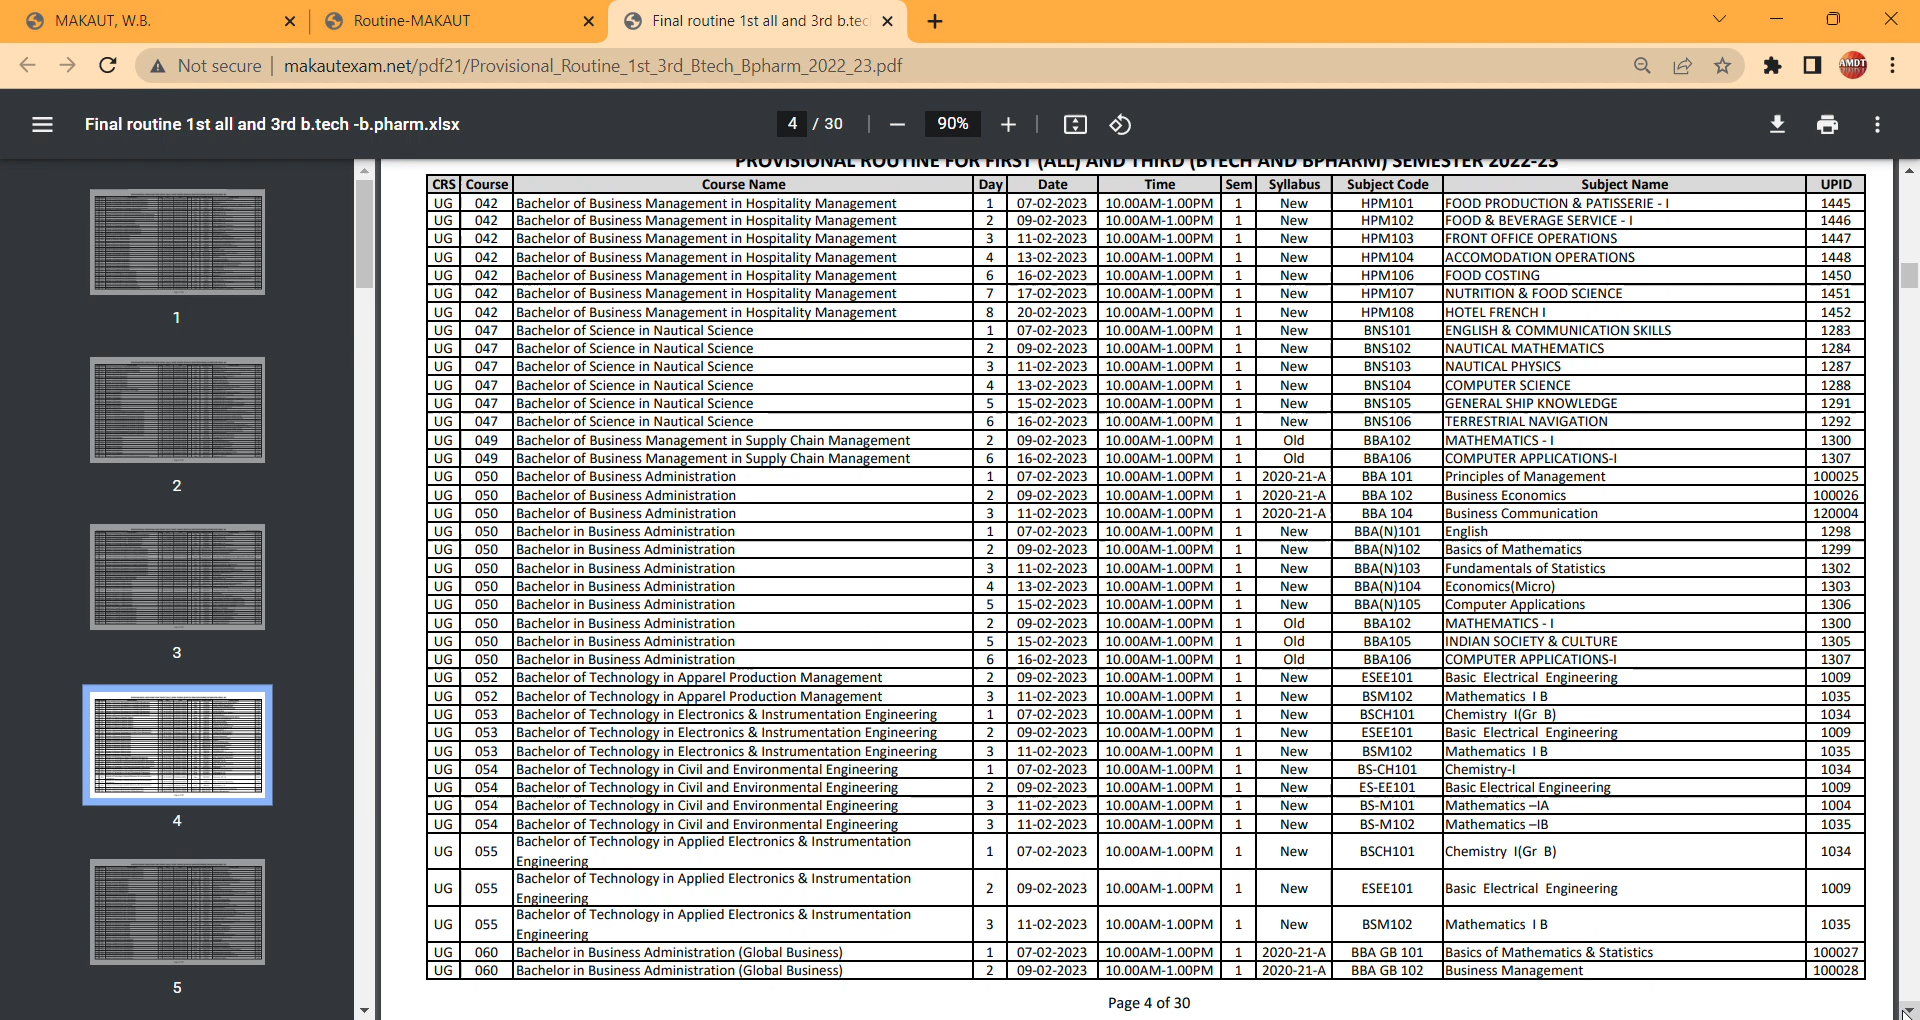 MAKAUT, W.B.
Routine-MAKAUT
Final routine 1st all and 3rd b.tec
Not secure | makautexam.net/pdf21/Provisional_Routine_1st_3rd_Btech_Bpharm_2022_23.pdf
AMDT
Final routine 1st all and 3rd b.tech -b.pharm.xlsx
4 / 30
90%
PROVISIONAL ROUTINE FOR FIRST (ALL) AND THIRD (BTECH AND BPHARM) SEMESTER 2022-23
CRS Course Course Name Day Date Time Sem Syllabus Subject Code Subject Name UPID
UG 042 Bachelor of Business Management in Hospitality Management 1 07-02-2023 10.00AM-1.00PM 1 New HPM101 FOOD PRODUCTION & PATISSERIE - I 1445
UG 042 Bachelor of Business Management in Hospitality Management 2 09-02-2023 10.00AM-1.00PM 1 New HPM102 FOOD & BEVERAGE SERVICE - I 1446
UG 042 Bachelor of Business Management in Hospitality Management 3 11-02-2023 10.00AM-1.00PM 1 New HPM103 FRONT OFFICE OPERATIONS 1447
UG 042 Bachelor of Business Management in Hospitality Management 4 13-02-2023 10.00AM-1.00PM 1 New HPM104 ACCOMODATION OPERATIONS 1448
UG 042 Bachelor of Business Management in Hospitality Management 6 16-02-2023 10.00AM-1.00PM 1 New HPM106 FOOD COSTING 1450
UG 042 Bachelor of Business Management in Hospitality Management 7 17-02-2023 10.00AM-1.00PM 1 New HPM107 NUTRITION & FOOD SCIENCE 1451
UG 042 Bachelor of Business Management in Hospitality Management 8 20-02-2023 10.00AM-1.00PM 1 New HPM108 HOTEL FRENCH I 1452
UG 047 Bachelor of Science in Nautical Science 1 07-02-2023 10.00AM-1.00PM 1 New BNS101 ENGLISH & COMMUNICATION SKILLS 1283
UG 047 Bachelor of Science in Nautical Science 2 09-02-2023 10.00AM-1.00PM 1 New BNS102 NAUTICAL MATHEMATICS 1284
UG 047 Bachelor of Science in Nautical Science 3 11-02-2023 10.00AM-1.00PM 1 New BNS103 NAUTICAL PHYSICS 1287
UG 047 Bachelor of Science in Nautical Science 4 13-02-2023 10.00AM-1.00PM 1 New BNS104 COMPUTER SCIENCE 1288
UG 047 Bachelor of Science in Nautical Science 5 15-02-2023 10.00AM-1.00PM 1 New BNS105 GENERAL SHIP KNOWLEDGE 1291
UG 047 Bachelor of Science in Nautical Science 6 16-02-2023 10.00AM-1.00PM 1 New BNS106 TERRESTRIAL NAVIGATION 1292
UG 049 Bachelor of Business Management in Supply Chain Management 2 09-02-2023 10.00AM-1.00PM 1 Old BBA102 MATHEMATICS - I 1300
UG 049 Bachelor of Business Management in Supply Chain Management 6 16-02-2023 10.00AM-1.00PM 1 Old BBA106 COMPUTER APPLICATIONS-I 1307
UG 050 Bachelor of Business Administration 1 07-02-2023 10.00AM-1.00PM 1 2020-21-A BBA 101 Principles of Management 100025
UG 050 Bachelor of Business Administration 2 09-02-2023 10.00AM-1.00PM 1 2020-21-A BBA 102 Business Economics 100026
UG 050 Bachelor of Business Administration 3 11-02-2023 10.00AM-1.00PM 1 2020-21-A BBA 104 Business Communication 120004
UG 050 Bachelor in Business Administration 1 07-02-2023 10.00AM-1.00PM 1 New BBA(N)101 English 1298
UG 050 Bachelor in Business Administration 2 09-02-2023 10.00AM-1.00PM 1 New BBA(N)102 Basics of Mathematics 1299
UG 050 Bachelor in Business Administration 3 11-02-2023 10.00AM-1.00PM 1 New BBA(N)103 Fundamentals of Statistics 1302
UG 050 Bachelor in Business Administration 4 13-02-2023 10.00AM-1.00PM 1 New BBA(N)104 Economics(Micro) 1303
UG 050 Bachelor in Business Administration 5 15-02-2023 10.00AM-1.00PM 1 New BBA(N)105 Computer Applications 1306
UG 050 Bachelor in Business Administration 2 09-02-2023 10.00AM-1.00PM 1 Old BBA102 MATHEMATICS - I 1300
UG 050 Bachelor in Business Administration 5 15-02-2023 10.00AM-1.00PM 1 Old BBA105 INDIAN SOCIETY & CULTURE 1305
UG 050 Bachelor in Business Administration 6 16-02-2023 10.00AM-1.00PM 1 Old BBA106 COMPUTER APPLICATIONS-I 1307
UG 052 Bachelor of Technology in Apparel Production Management 2 09-02-2023 10.00AM-1.00PM 1 New ESEE101 Basic Electrical Engineering 1009
UG 052 Bachelor of Technology in Apparel Production Management 3 11-02-2023 10.00AM-1.00PM 1 New BSM102 Mathematics I B 1035
UG 053 Bachelor of Technology in Electronics & Instrumentation Engineering 1 07-02-2023 10.00AM-1.00PM 1 New BSCH101 Chemistry I(Gr B) 1034
UG 053 Bachelor of Technology in Electronics & Instrumentation Engineering 2 09-02-2023 10.00AM-1.00PM 1 New ESEE101 Basic Electrical Engineering 1009
UG 053 Bachelor of Technology in Electronics & Instrumentation Engineering 3 11-02-2023 10.00AM-1.00PM 1 New BSM102 Mathematics I B 1035
UG 054 Bachelor of Technology in Civil and Environmental Engineering 1 07-02-2023 10.00AM-1.00PM 1 New BS-CH101 Chemistry-I 1034
UG 054 Bachelor of Technology in Civil and Environmental Engineering 2 09-02-2023 10.00AM-1.00PM 1 New ES-EE101 Basic Electrical Engineering 1009
UG 054 Bachelor of Technology in Civil and Environmental Engineering 3 11-02-2023 10.00AM-1.00PM 1 New BS-M101 Mathematics –IA 1004
UG 054 Bachelor of Technology in Civil and Environmental Engineering 3 11-02-2023 10.00AM-1.00PM 1 New BS-M102 Mathematics –IB 1035
Bachelor of Technology in Applied Electronics & Instrumentation
UG 055 Engineering 1 07-02-2023 10.00AM-1.00PM 1 New BSCH101 Chemistry I(Gr B) 1034
Bachelor of Technology in Applied Electronics & Instrumentation
UG 055 Engineering 2 09-02-2023 10.00AM-1.00PM 1 New ESEE101 Basic Electrical Engineering 1009
Bachelor of Technology in Applied Electronics & Instrumentation
UG 055 Engineering 3 11-02-2023 10.00AM-1.00PM 1 New BSM102 Mathematics I B 1035
UG 060 Bachelor in Business Administration (Global Business) 1 07-02-2023 10.00AM-1.00PM 1 2020-21-A BBA GB 101 Basics of Mathematics & Statistics 100027
UG 060 Bachelor in Business Administration (Global Business) 2 09-02-2023 10.00AM-1.00PM 1 2020-21-A BBA GB 102 Business Management 100028
Page 4 of 30
1
2
3
4
5